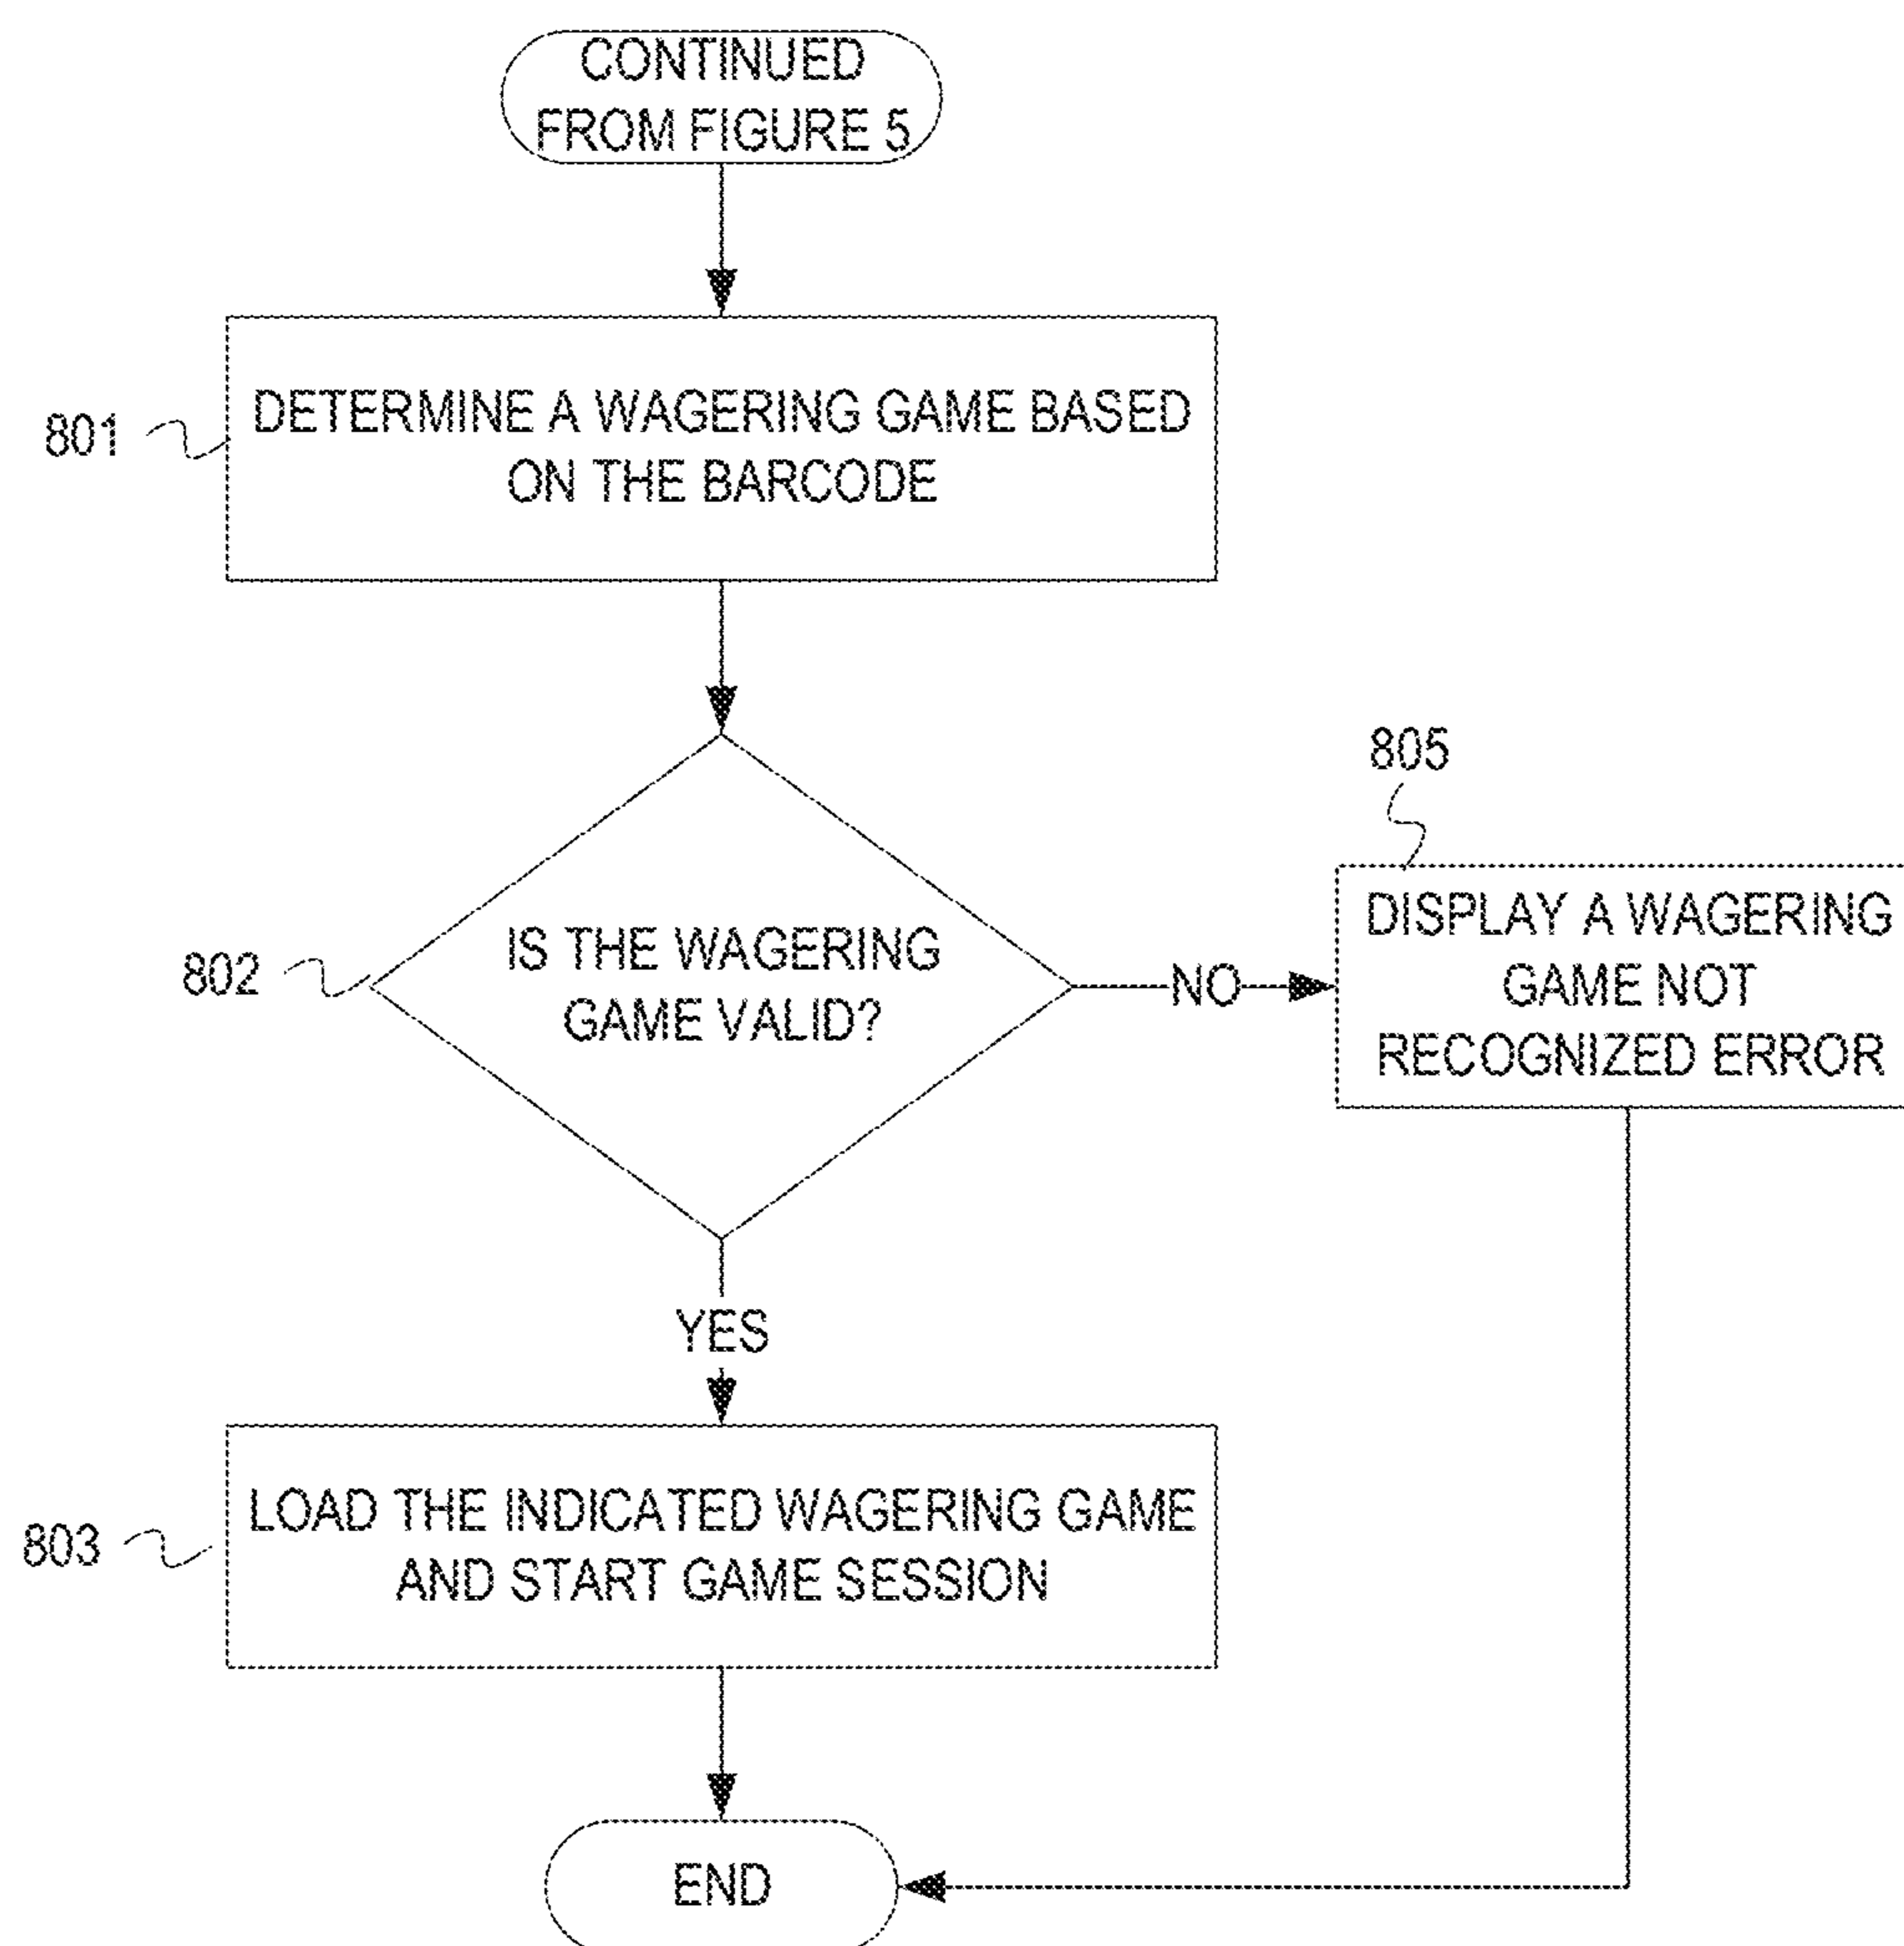 CONTINUED
FROM FIGURE 5
801
DETERMINE A WAGERING GAME BASED
ON THE BARCODE
802
IS THE WAGERING
GAME VALID?
NO
805
DISPLAY A WAGERING
GAME NOT
RECOGNIZED ERROR
YES
803
LOAD THE INDICATED WAGERING GAME
AND START GAME SESSION
END